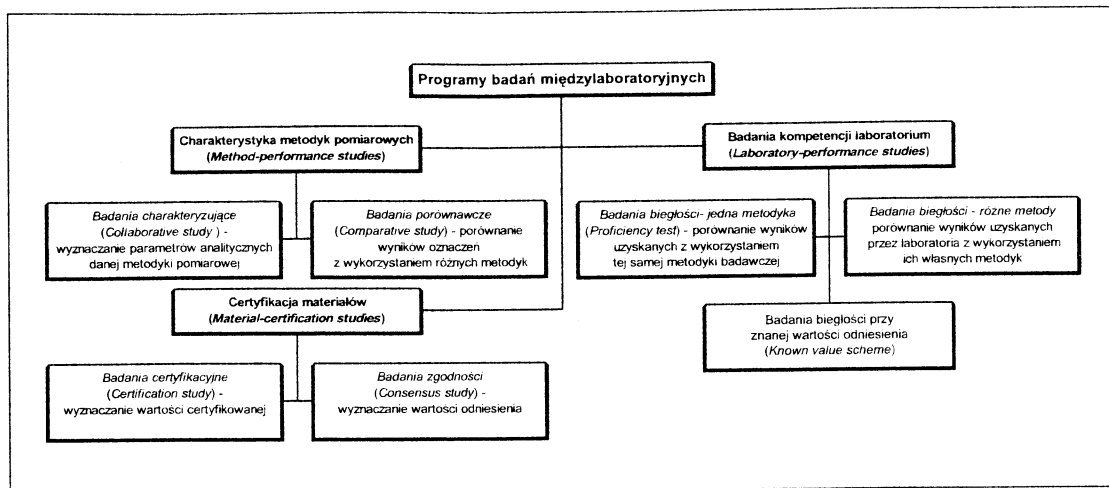 Programy badań międzylaboratoryjnych
Charakterystyka metodyk pomiarowych
(Method-performance studies)
Badania kompetencji laboratorium
(Laboratory-performance studies)
Badania charakteryzujące
(Collaborative study ) -
wyznaczanie parametrów analitycznych
danej metodyki pomiarowej
Badania porównawcze
(Comparative study) - porównanie
wyników oznaczeń
z wykorzystaniem różnych metodyk
Badania biegłości- jedna metodyka
(Proficiency test) - porównanie wyników
uzyskanych z wykorzystaniem
tej samej metodyki badawczej
Badania biegłości - różne metody
porównanie wyników uzyskanych
przez laboratoria z wykorzystaniem
ich własnych metodyk
Certyfikacja materiałów
(Material-certification studies)
Badania biegłości przy
znanej wartości odniesienia
(Known value scheme)
Badania certyfikacyjne
(Certification study) -
wyznaczanie wartości certyfikowanej
Badania zgodności
(Consensus study) -
wyznaczanie wartości odniesienia